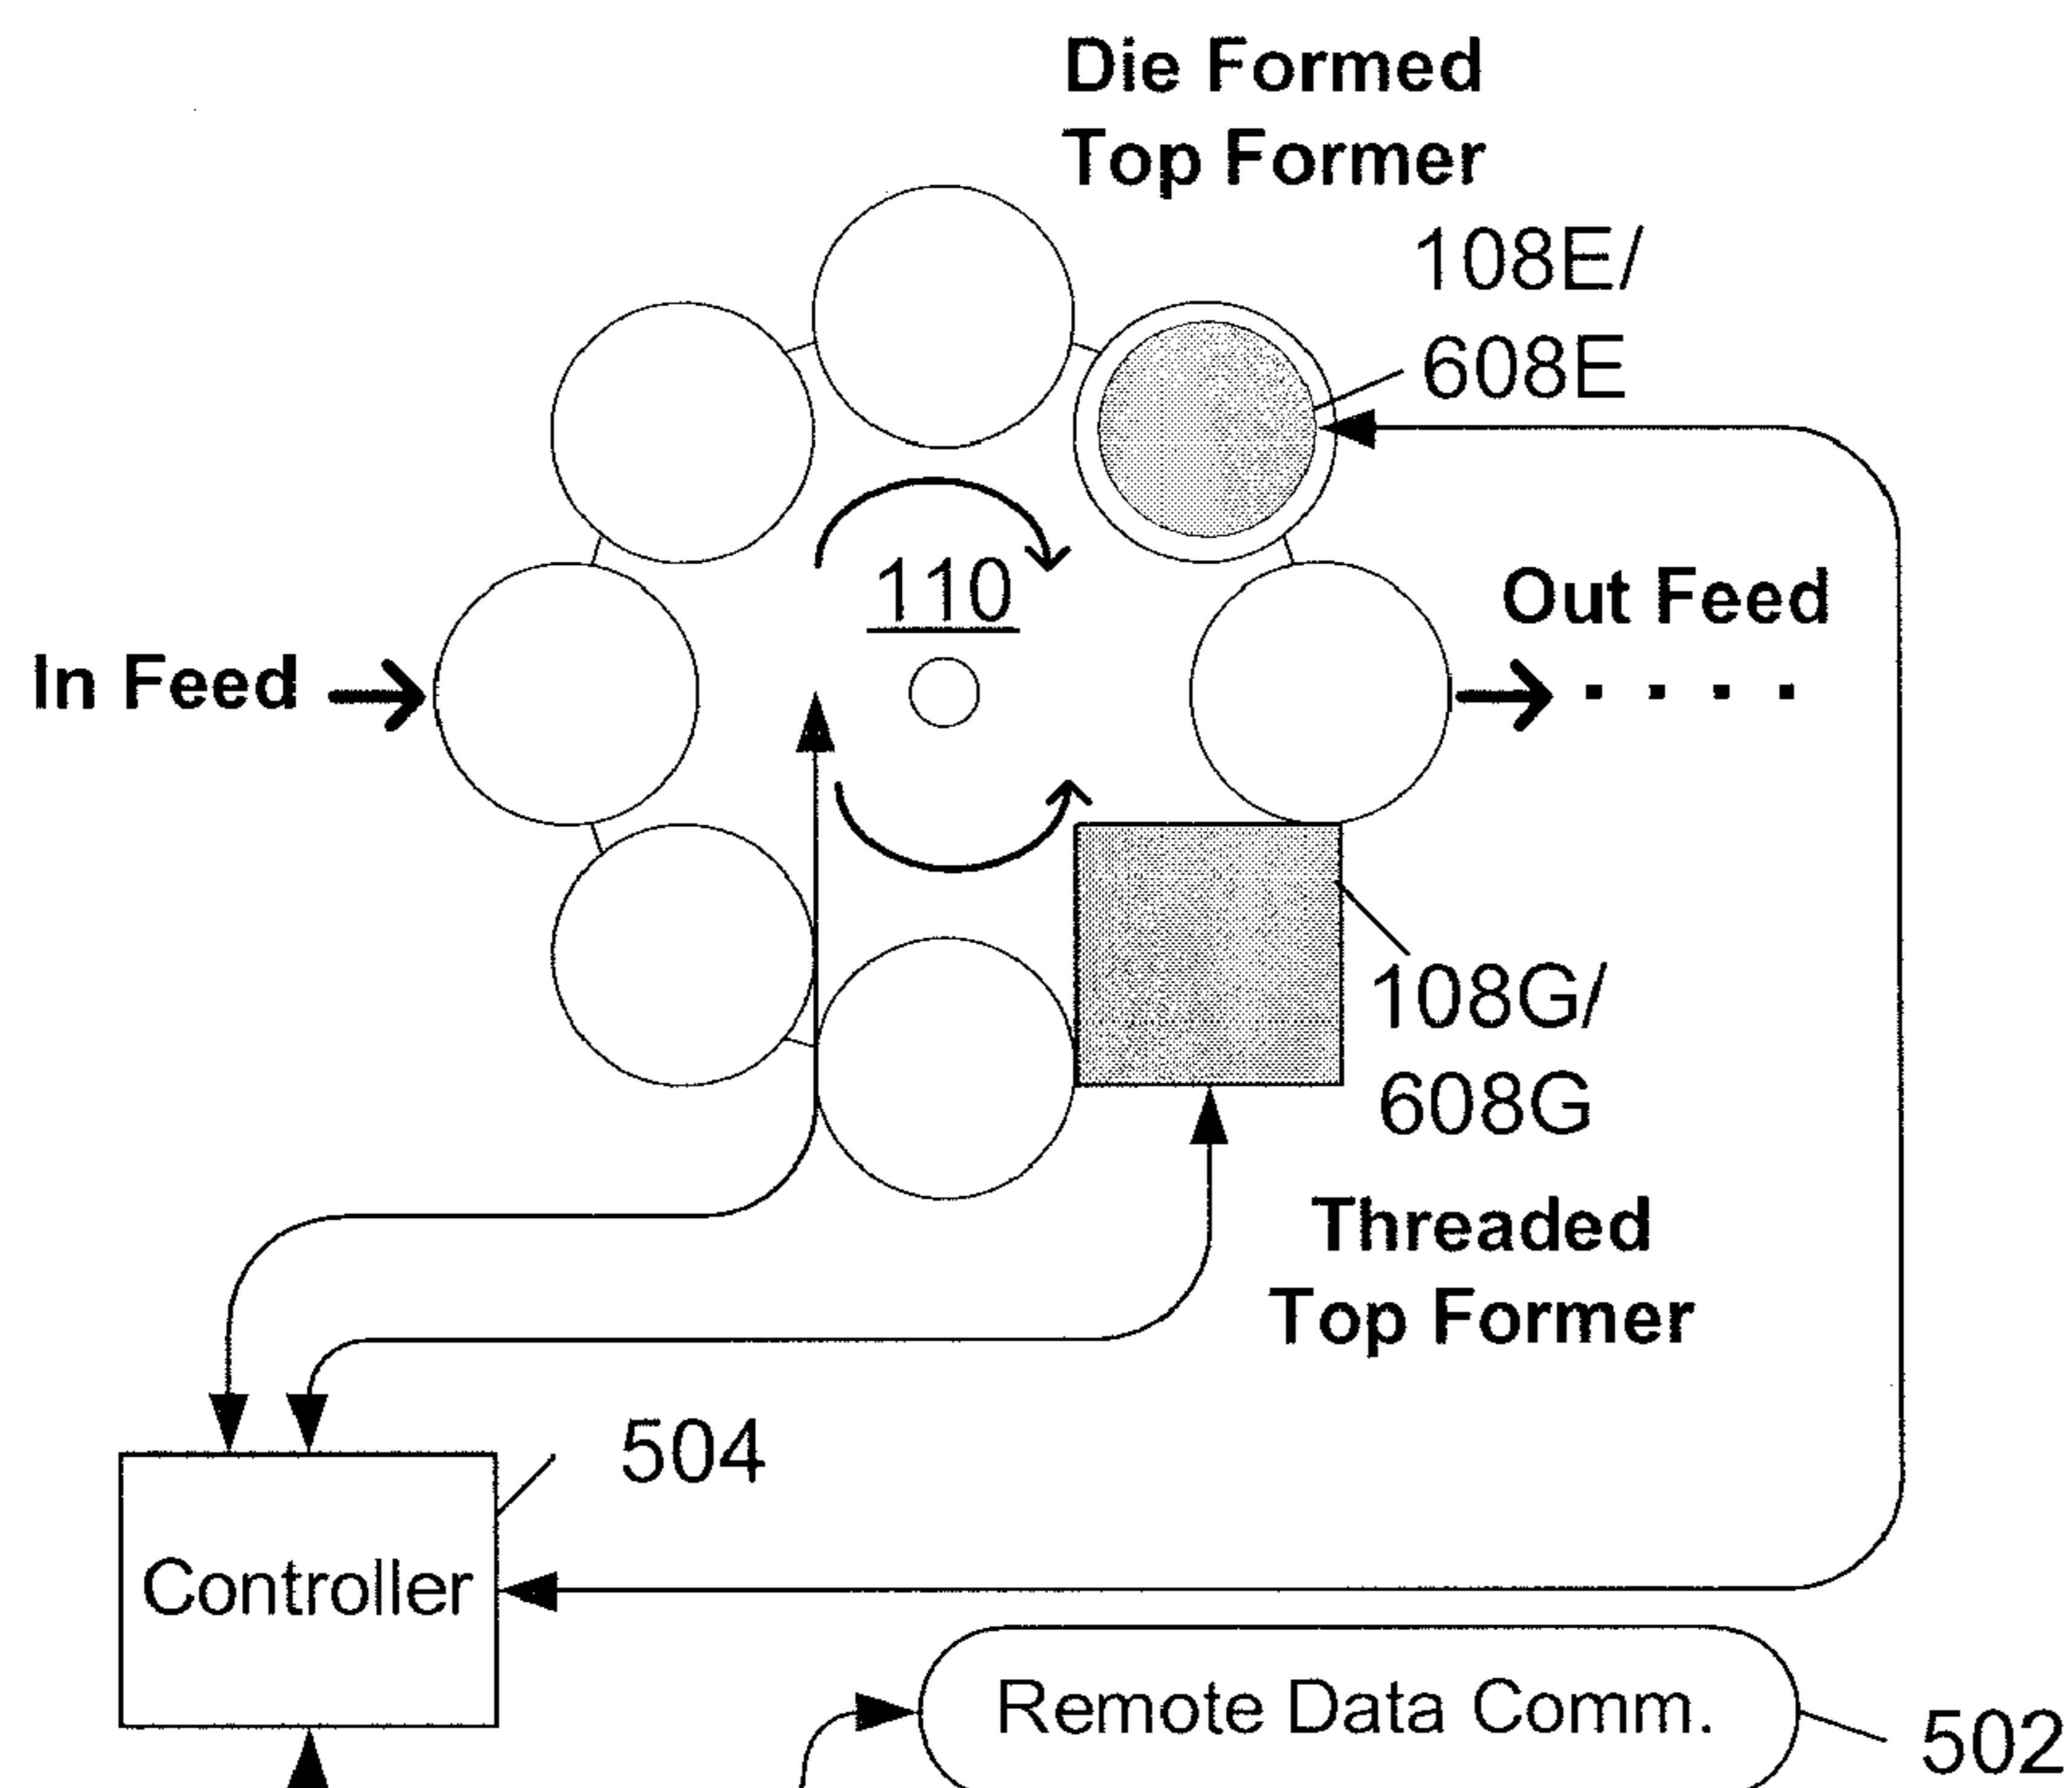 Die Formed
Top Former
108E/
608E
110
Out Feed
In Feed
108G/
608G
Threaded
Top Former
504
Controller
Remote Data Comm.
502